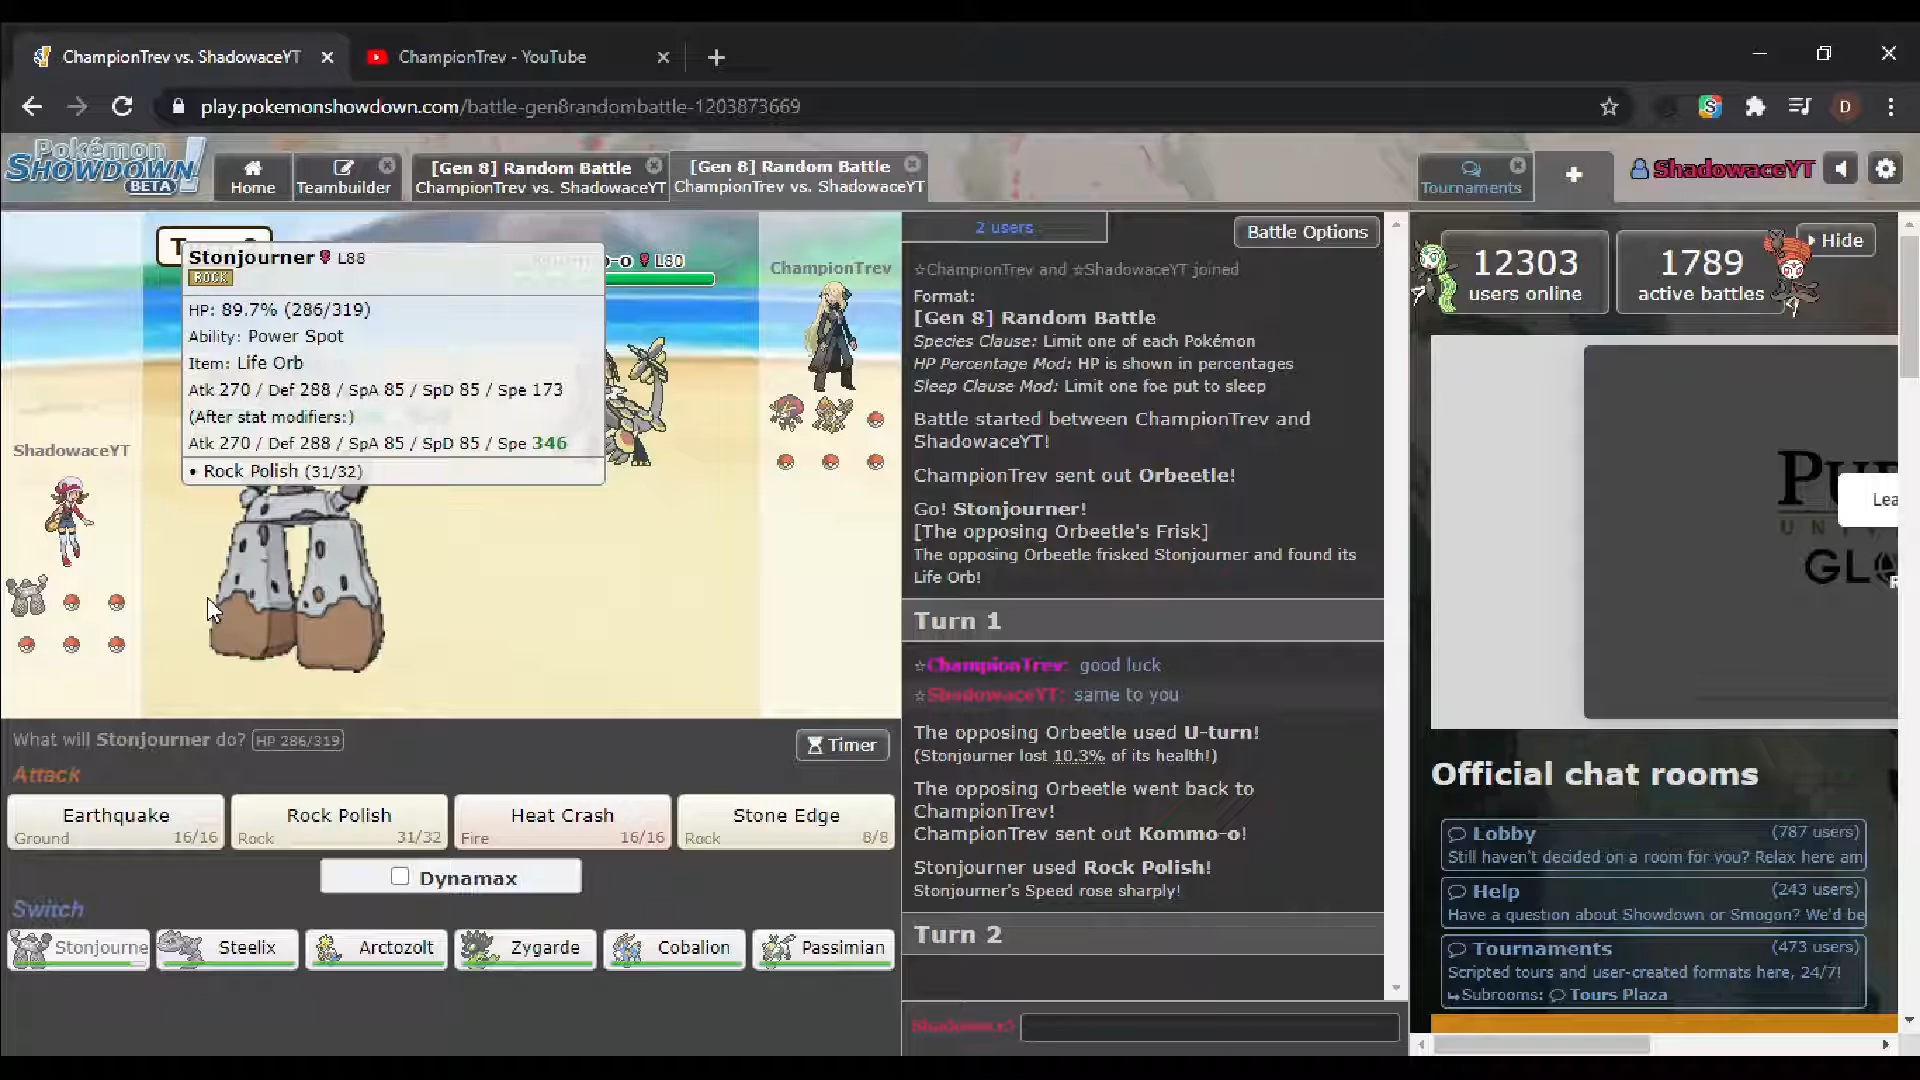 ChampionTrev vs. ShadowaceYT
ChampionTrev - YouTube
play.pokemonshowdown.com/battle-gen8randombattle-1203873669
S
D
Pokémon
SHOWDOWN!
BETA
Home
Teambuilder
[Gen 8] Random Battle
ChampionTrev vs. ShadowaceYT
[Gen 8] Random Battle
ChampionTrev vs. ShadowaceYT
Tournaments
ShadowaceYT
Stonjourner L88
ROCK
HP: 89.7% (286/319)
Ability: Power Spot
Item: Life Orb
Atk 270 / Def 288 / SpA 85 / SpD 85 / Spe 173
(After stat modifiers:)
Atk 270 / Def 288 / SpA 85 / SpD 85 / Spe 346
• Rock Polish (31/32)
o-o L80
ChampionTrev
ShadowaceYT
What will Stonjourner do? HP 286/319
Timer
Attack
Earthquake
Ground 16/16
Rock Polish
Rock 31/32
Heat Crash
Fire 16/16
Stone Edge
Rock 8/8
Dynamax
Switch
Stonjourne
Steelix
Arctozolt
Zygarde
Cobalion
Passimian
2 users
Battle Options
☆ChampionTrev and ☆ShadowaceYT joined
Format:
[Gen 8] Random Battle
Species Clause: Limit one of each Pokémon
HP Percentage Mod: HP is shown in percentages
Sleep Clause Mod: Limit one foe put to sleep
Battle started between ChampionTrev and
ShadowaceYT!
ChampionTrev sent out Orbeetle!
Go! Stonjourner!
[The opposing Orbeetle's Frisk]
The opposing Orbeetle frisked Stonjourner and found its
Life Orb!
Turn 1
☆ChampionTrev: good luck
☆ShadowaceYT: same to you
The opposing Orbeetle used U-turn!
(Stonjourner lost 10.3% of its health!)
The opposing Orbeetle went back to
ChampionTrev!
ChampionTrev sent out Kommo-o!
Stonjourner used Rock Polish!
Stonjourner's Speed rose sharply!
Turn 2
12303
users online
1789
active battles
Hide
Lea
Official chat rooms
Lobby (787 users)
Still haven't decided on a room for you? Relax here am
Help (243 users)
Have a question about Showdown or Smogon? We'd be
Tournaments (473 users)
Scripted tours and user-created formats here, 24/7!
↳Subrooms: Tours Plaza